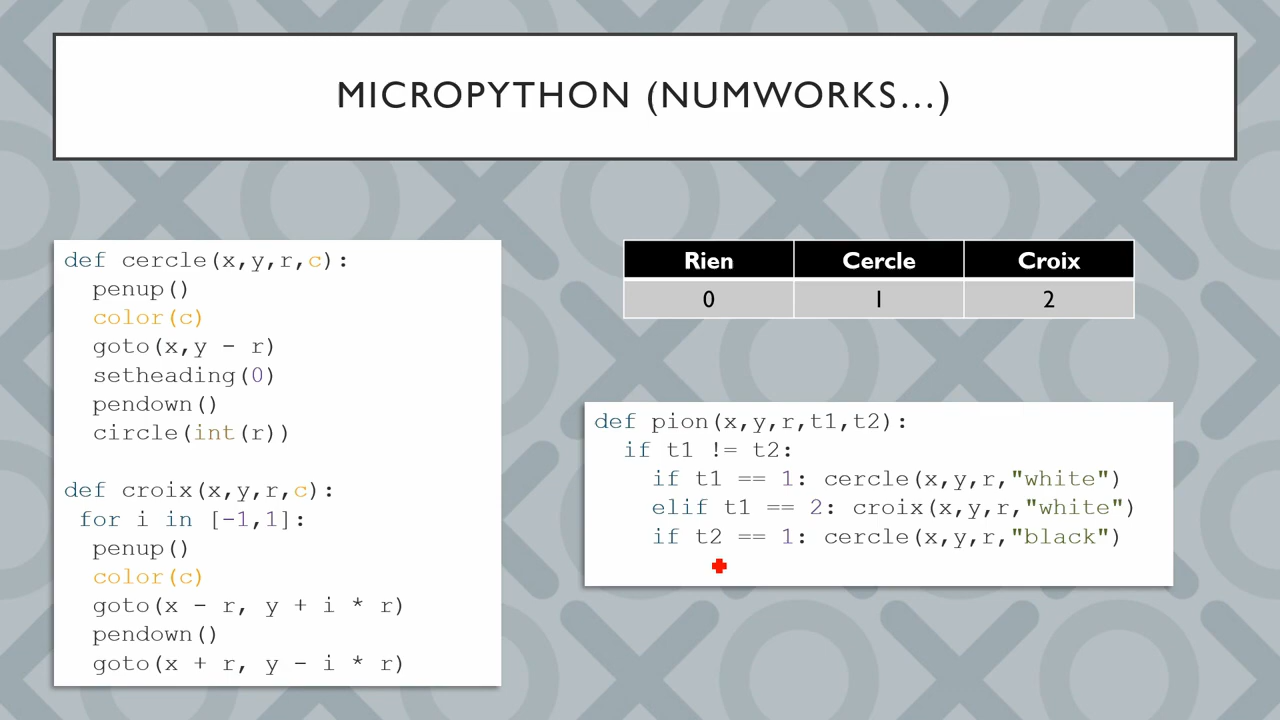 MICROPYTHON (NUMWORKS...)
def cercle(x,y,r,c):
  penup()
  color(c)
  goto(x,y - r)
  setheading(0)
  pendown()
  circle(int(r))
def croix(x,y,r,c):
 for i in [-1,1]:
  penup()
  color(c)
  goto(x - r, y + i * r)
  pendown()
  goto(x + r, y - i * r)
Rien Cercle Croix
0 1 2
def pion(x,y,r,t1,t2):
  if t1 != t2:
    if t1 == 1: cercle(x,y,r,"white")
    elif t1 == 2: croix(x,y,r,"white")
    if t2 == 1: cercle(x,y,r,"black")